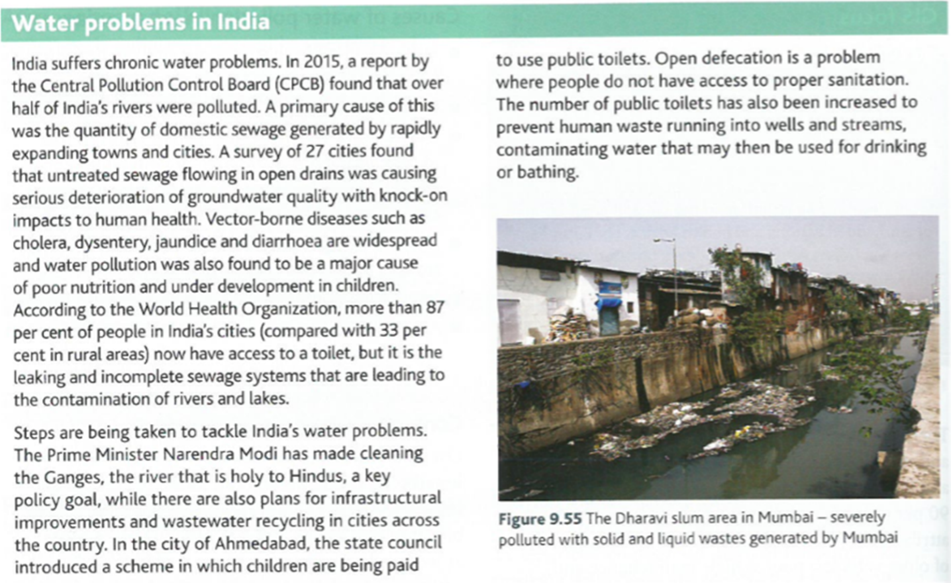 Water problems in India
India suffers chronic water problems. In 2015, a report by
the Central Pollution Control Board (CPCB) found that over
half of India's rivers were polluted. A primary cause of this
was the quantity of domestic sewage generated by rapidly
expanding towns and cities. A survey of 27 cities found
that untreated sewage flowing in open drains was causing
serious deterioration of groundwater quality with knock-on
impacts to human health. Vector-borne diseases such as
cholera, dysentery, jaundice and diarrhoea are widespread
and water pollution was also found to be a major cause
of poor nutrition and under development in children.
According to the World Health Organization, more than 87
per cent of people in India's cities (compared with 33 per
cent in rural areas) now have access to a toilet, but it is the
leaking and incomplete sewage systems that are leading to
the contamination of rivers and lakes.
Steps are being taken to tackle India's water problems.
The Prime Minister Narendra Modi has made cleaning
the Ganges, the river that is holy to Hindus, a key
policy goal, while there are also plans for infrastructural
improvements and wastewater recycling in cities across
the country. In the city of Ahmedabad, the state council
introduced a scheme in which children are being paid
to use public toilets. Open defecation is a problem
where people do not have access to proper sanitation.
The number of public toilets has also been increased to
prevent human waste running into wells and streams,
contaminating water that may then be used for drinking
or bathing.
Figure 9.55 The Dharavi slum area in Mumbai – severely
polluted with solid and liquid wastes generated by Mumbai